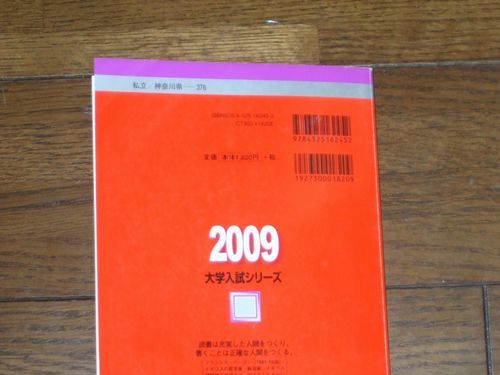 私立／神奈川県――376
ISBN978-4-325-16245-2
9784325162452
定価 本体1,820円 +税
1927300018209
2009
大学入試シリーズ
読書は充実した人間をつくり、
書くことは正確な人間をつくる。